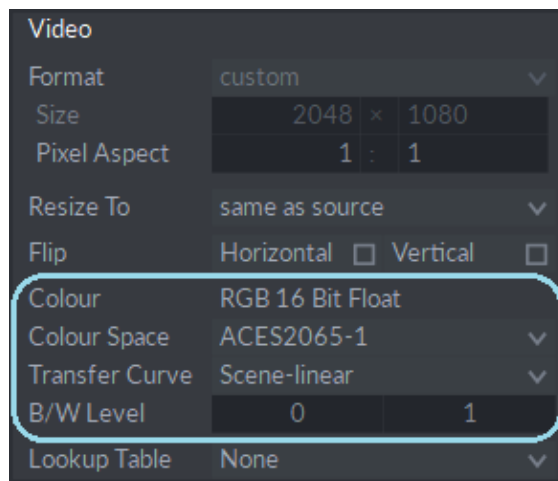 Video
Format custom
Size 2048 × 1080
Pixel Aspect 1 : 1
Resize To same as source
Flip Horizontal Vertical
Colour RGB 16 Bit Float
Colour Space ACES2065-1
Transfer Curve Scene-linear
B/W Level 0 1
Lookup Table None